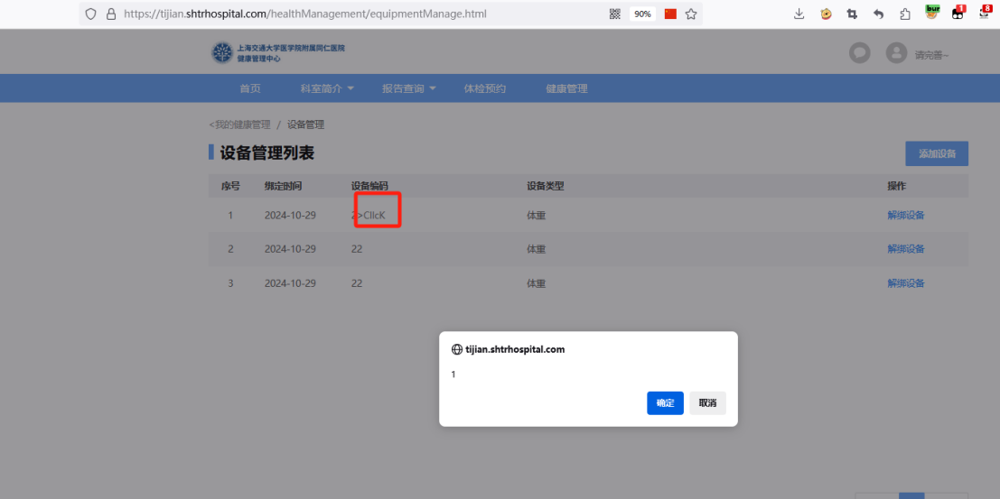 https://tijian.shtrhospital.com/healthManagement/equipmentManage.html 90% bur 1 8
上海交通大学医学院附属同仁医院
健康管理中心
请完善~
首页 科室简介 报告查询 体检预约 健康管理
<我的健康管理 / 设备管理
设备管理列表
添加设备
序号 绑定时间 设备编码 设备类型 操作
1 2024-10-29 2>ClIcK 体重 解绑设备
2 2024-10-29 22 体重 解绑设备
3 2024-10-29 22 体重 解绑设备
tijian.shtrhospital.com
1
确定 取消